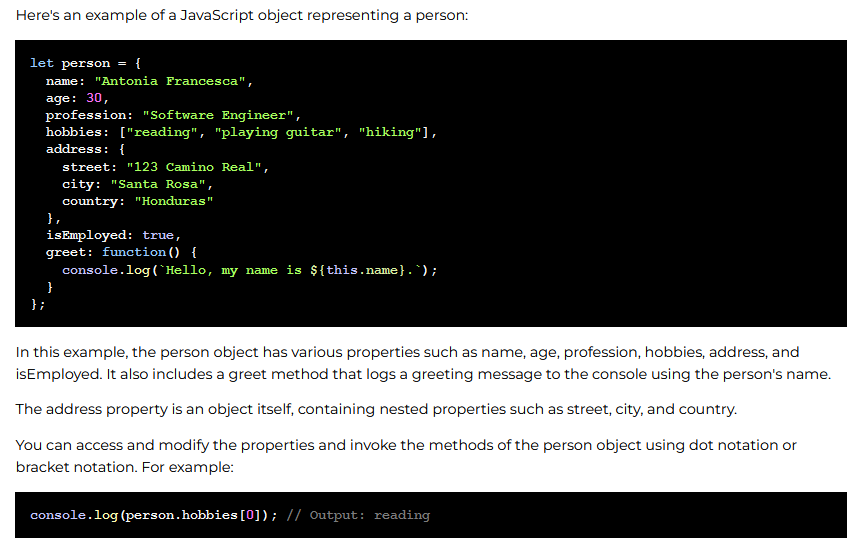 Here's an example of a JavaScript object representing a person:
let person = {
  name: "Antonia Francesca",
  age: 30,
  profession: "Software Engineer",
  hobbies: ["reading", "playing guitar", "hiking"],
  address: {
    street: "123 Camino Real",
    city: "Santa Rosa",
    country: "Honduras"
  },
  isEmployed: true,
  greet: function() {
    console.log(`Hello, my name is ${this.name}.`);
  }
};
In this example, the person object has various properties such as name, age, profession, hobbies, address, and
isEmployed. It also includes a greet method that logs a greeting message to the console using the person's name.
The address property is an object itself, containing nested properties such as street, city, and country.
You can access and modify the properties and invoke the methods of the person object using dot notation or
bracket notation. For example:
console.log(person.hobbies[0]); // Output: reading